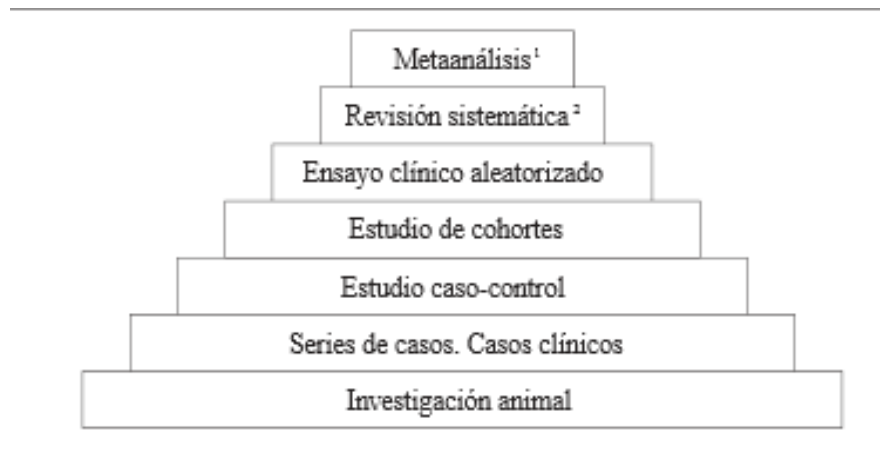 Metaanálisis¹
Revisión sistemática²
Ensayo clínico aleatorizado
Estudio de cohortes
Estudio caso-control
Series de casos. Casos clínicos
Investigación animal